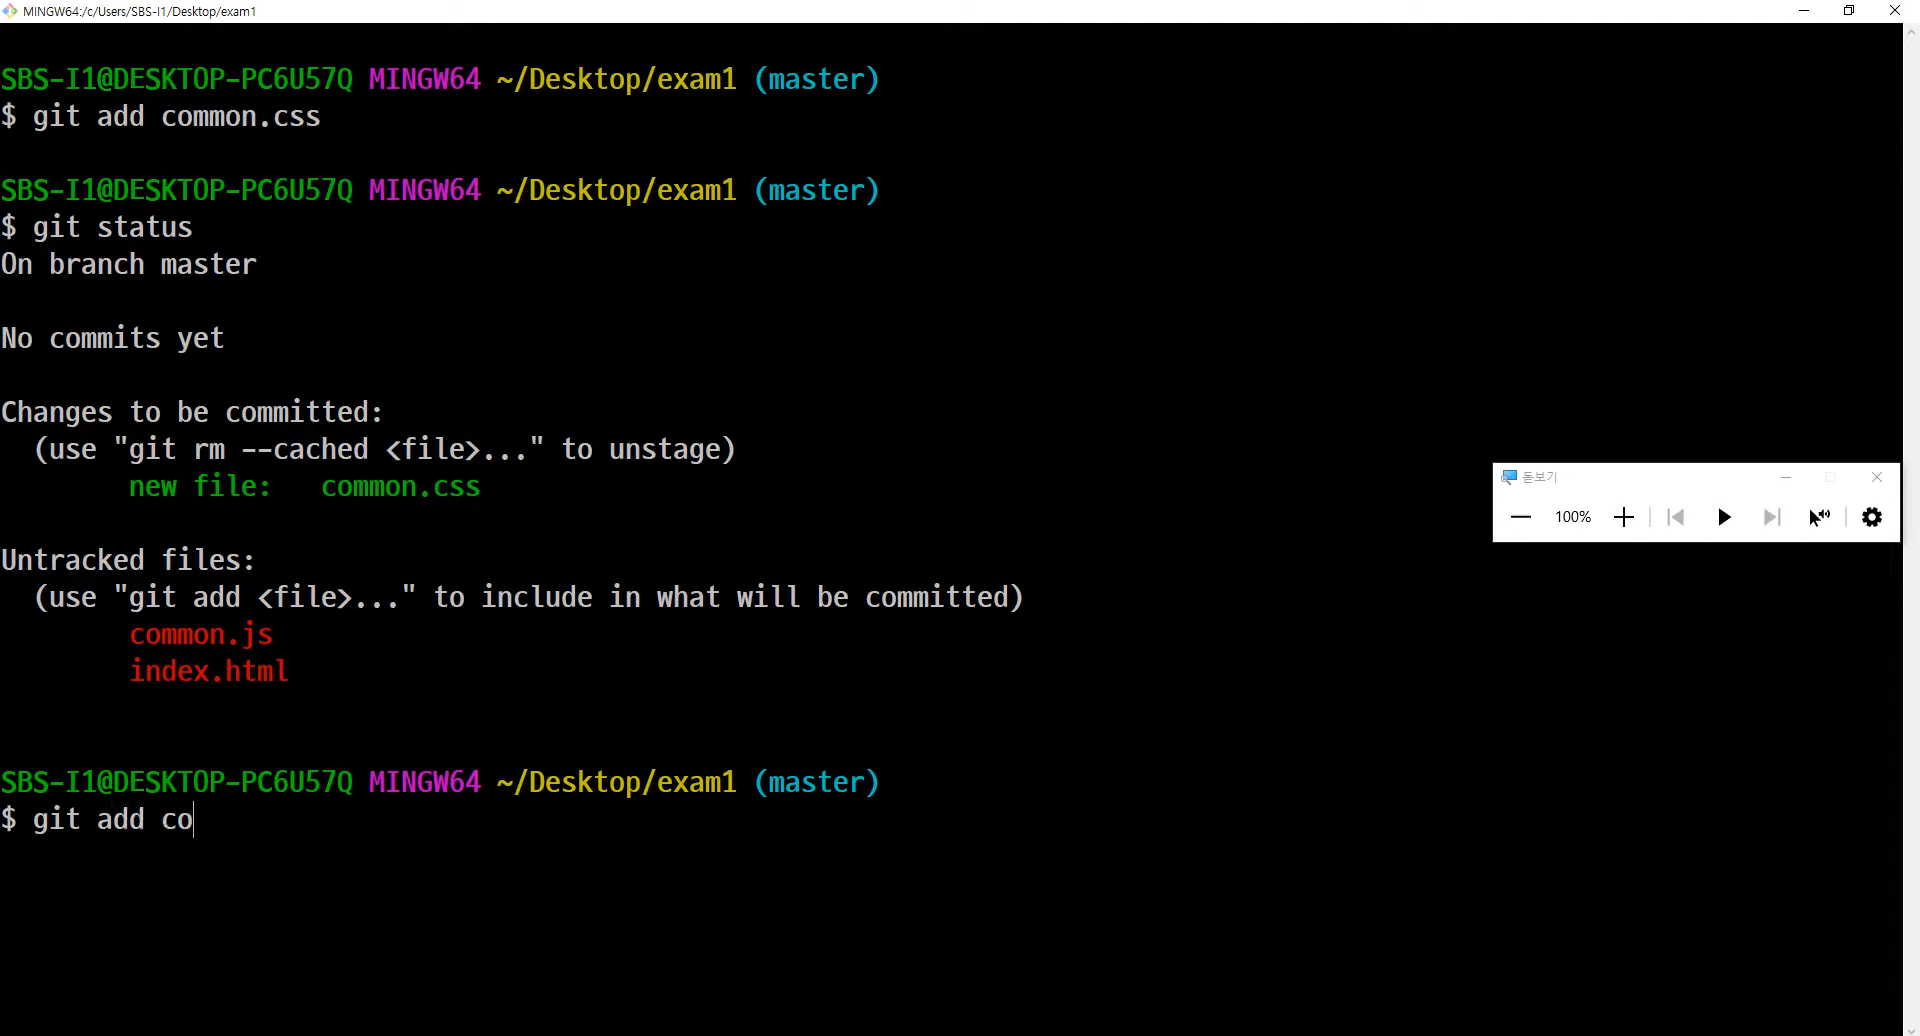 MINGW64:/c/Users/SBS-I1/Desktop/exam1
SBS-I1@DESKTOP-PC6U57Q MINGW64 ~/Desktop/exam1 (master)
$ git add common.css
SBS-I1@DESKTOP-PC6U57Q MINGW64 ~/Desktop/exam1 (master)
$ git status
On branch master
No commits yet
Changes to be committed:
  (use "git rm --cached <file>..." to unstage)
        new file:   common.css
Untracked files:
  (use "git add <file>..." to include in what will be committed)
        common.js
        index.html
SBS-I1@DESKTOP-PC6U57Q MINGW64 ~/Desktop/exam1 (master)
$ git add co
돋보기
100%